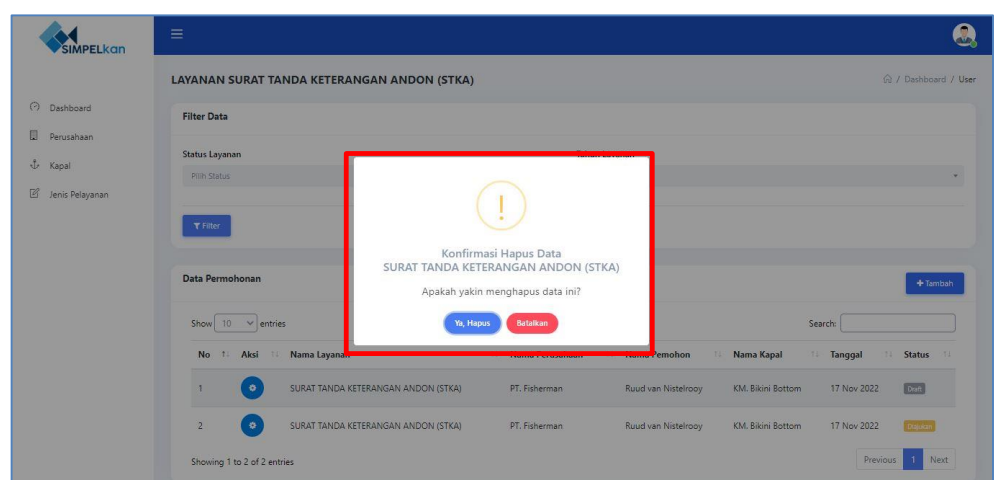 SIMPELkan
LAYANAN SURAT TANDA KETERANGAN ANDON (STKA)
/ Dashboard / User
Dashboard
Perusahaan
Kapal
Jenis Pelayanan
Filter Data
Status Layanan
Pilih Status
Filter
!
Konfirmasi Hapus Data
SURAT TANDA KETERANGAN ANDON (STKA)
Apakah yakin menghapus data ini?
Ya, Hapus Batalkan
Data Permohonan
+ Tambah
Show 10 entries Search:
No Aksi Nama Layanan Nama Perusahaan Nama Pemohon Nama Kapal Tanggal Status
1 SURAT TANDA KETERANGAN ANDON (STKA) PT. Fisherman Ruud van Nistelrooy KM. Bikini Bottom 17 Nov 2022 Draft
2 SURAT TANDA KETERANGAN ANDON (STKA) PT. Fisherman Ruud van Nistelrooy KM. Bikini Bottom 17 Nov 2022 Diajukan
Showing 1 to 2 of 2 entries Previous 1 Next